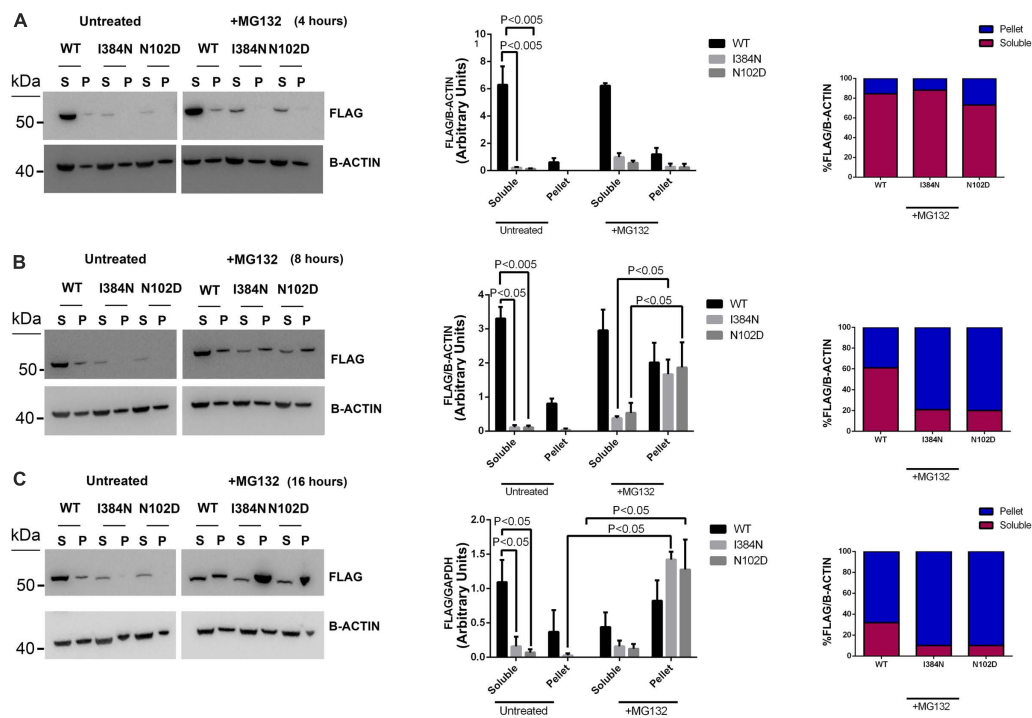 A
Untreated
+MG132 (4 hours)
WT I384N N102D WT I384N N102D
kDa S P S P S P S P S P S P
50
FLAG
40
B-ACTIN
FLAG/B-ACTIN
(Arbitrary Units)
10
1
8
6
4
2
0
P<0.005
P<0.005
Soluble Pellet Soluble Pellet
Untreated +MG132
WT
I384N
N102D
Pellet
Soluble
%FLAG/B-ACTIN
100
80
60
40
20
0
WT I384N N102D
+MG132
B
Untreated
+MG132 (8 hours)
WT I384N N102D WT I384N N102D
kDa S P S P S P S P S P S P
50
FLAG
40
B-ACTIN
FLAG/B-ACTIN
(Arbitrary Units)
4
3
2
1
0
P<0.005
P<0.05
P<0.05
P<0.05
Soluble Pellet Soluble Pellet
Untreated +MG132
WT
I384N
N102D
%FLAG/B-ACTIN
100
80
60
40
20
0
WT I384N N102D
+MG132
C
Untreated
+MG132 (16 hours)
WT I384N N102D WT I384N N102D
kDa S P S P S P S P S P S P
50
FLAG
40
B-ACTIN
FLAG/GAPDH
(Arbitrary Units)
2.0
1.5
1.0
0.5
0.0
P<0.05
P<0.05
P<0.05
P<0.05
Soluble Pellet Soluble Pellet
Untreated +MG132
WT
I384N
N102D
Pellet
Soluble
%FLAG/B-ACTIN
100
80
60
40
20
0
WT I384N N102D
+MG132